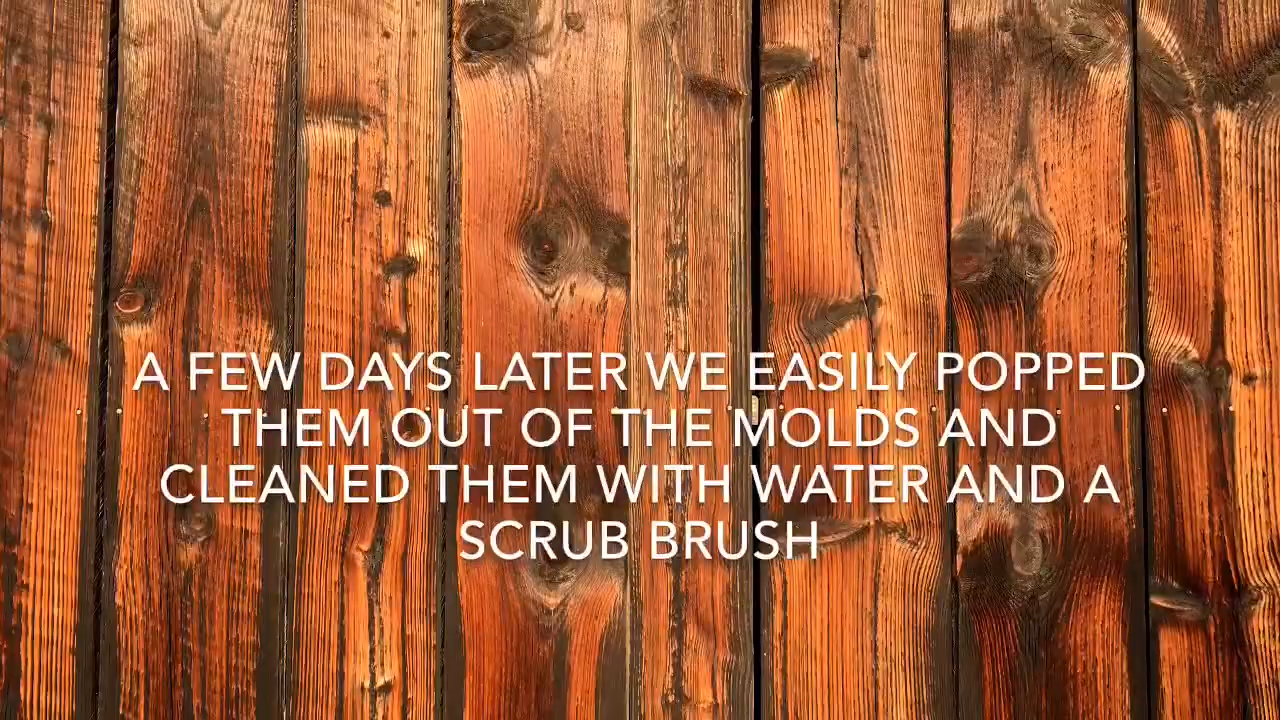 A FEW DAYS LATER WE EASILY POPPED
THEM OUT OF THE MOLDS AND
CLEANED THEM WITH WATER AND A
SCRUB BRUSH